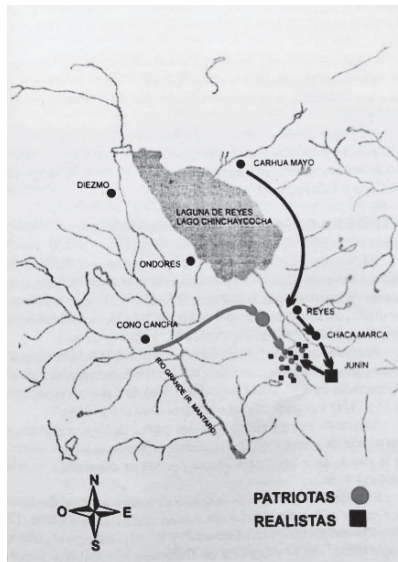 CARHUA MAYO
DIEZMO
LAGUNA DE REYES
LAGO CHINCHAYCOCHA
ONDORES
REYES
CONO CANCHA
CHACA MARCA
JUNÍN
RIO GRANDE (R. MANTARO)
N
O E
S
PATRIOTAS
REALISTAS